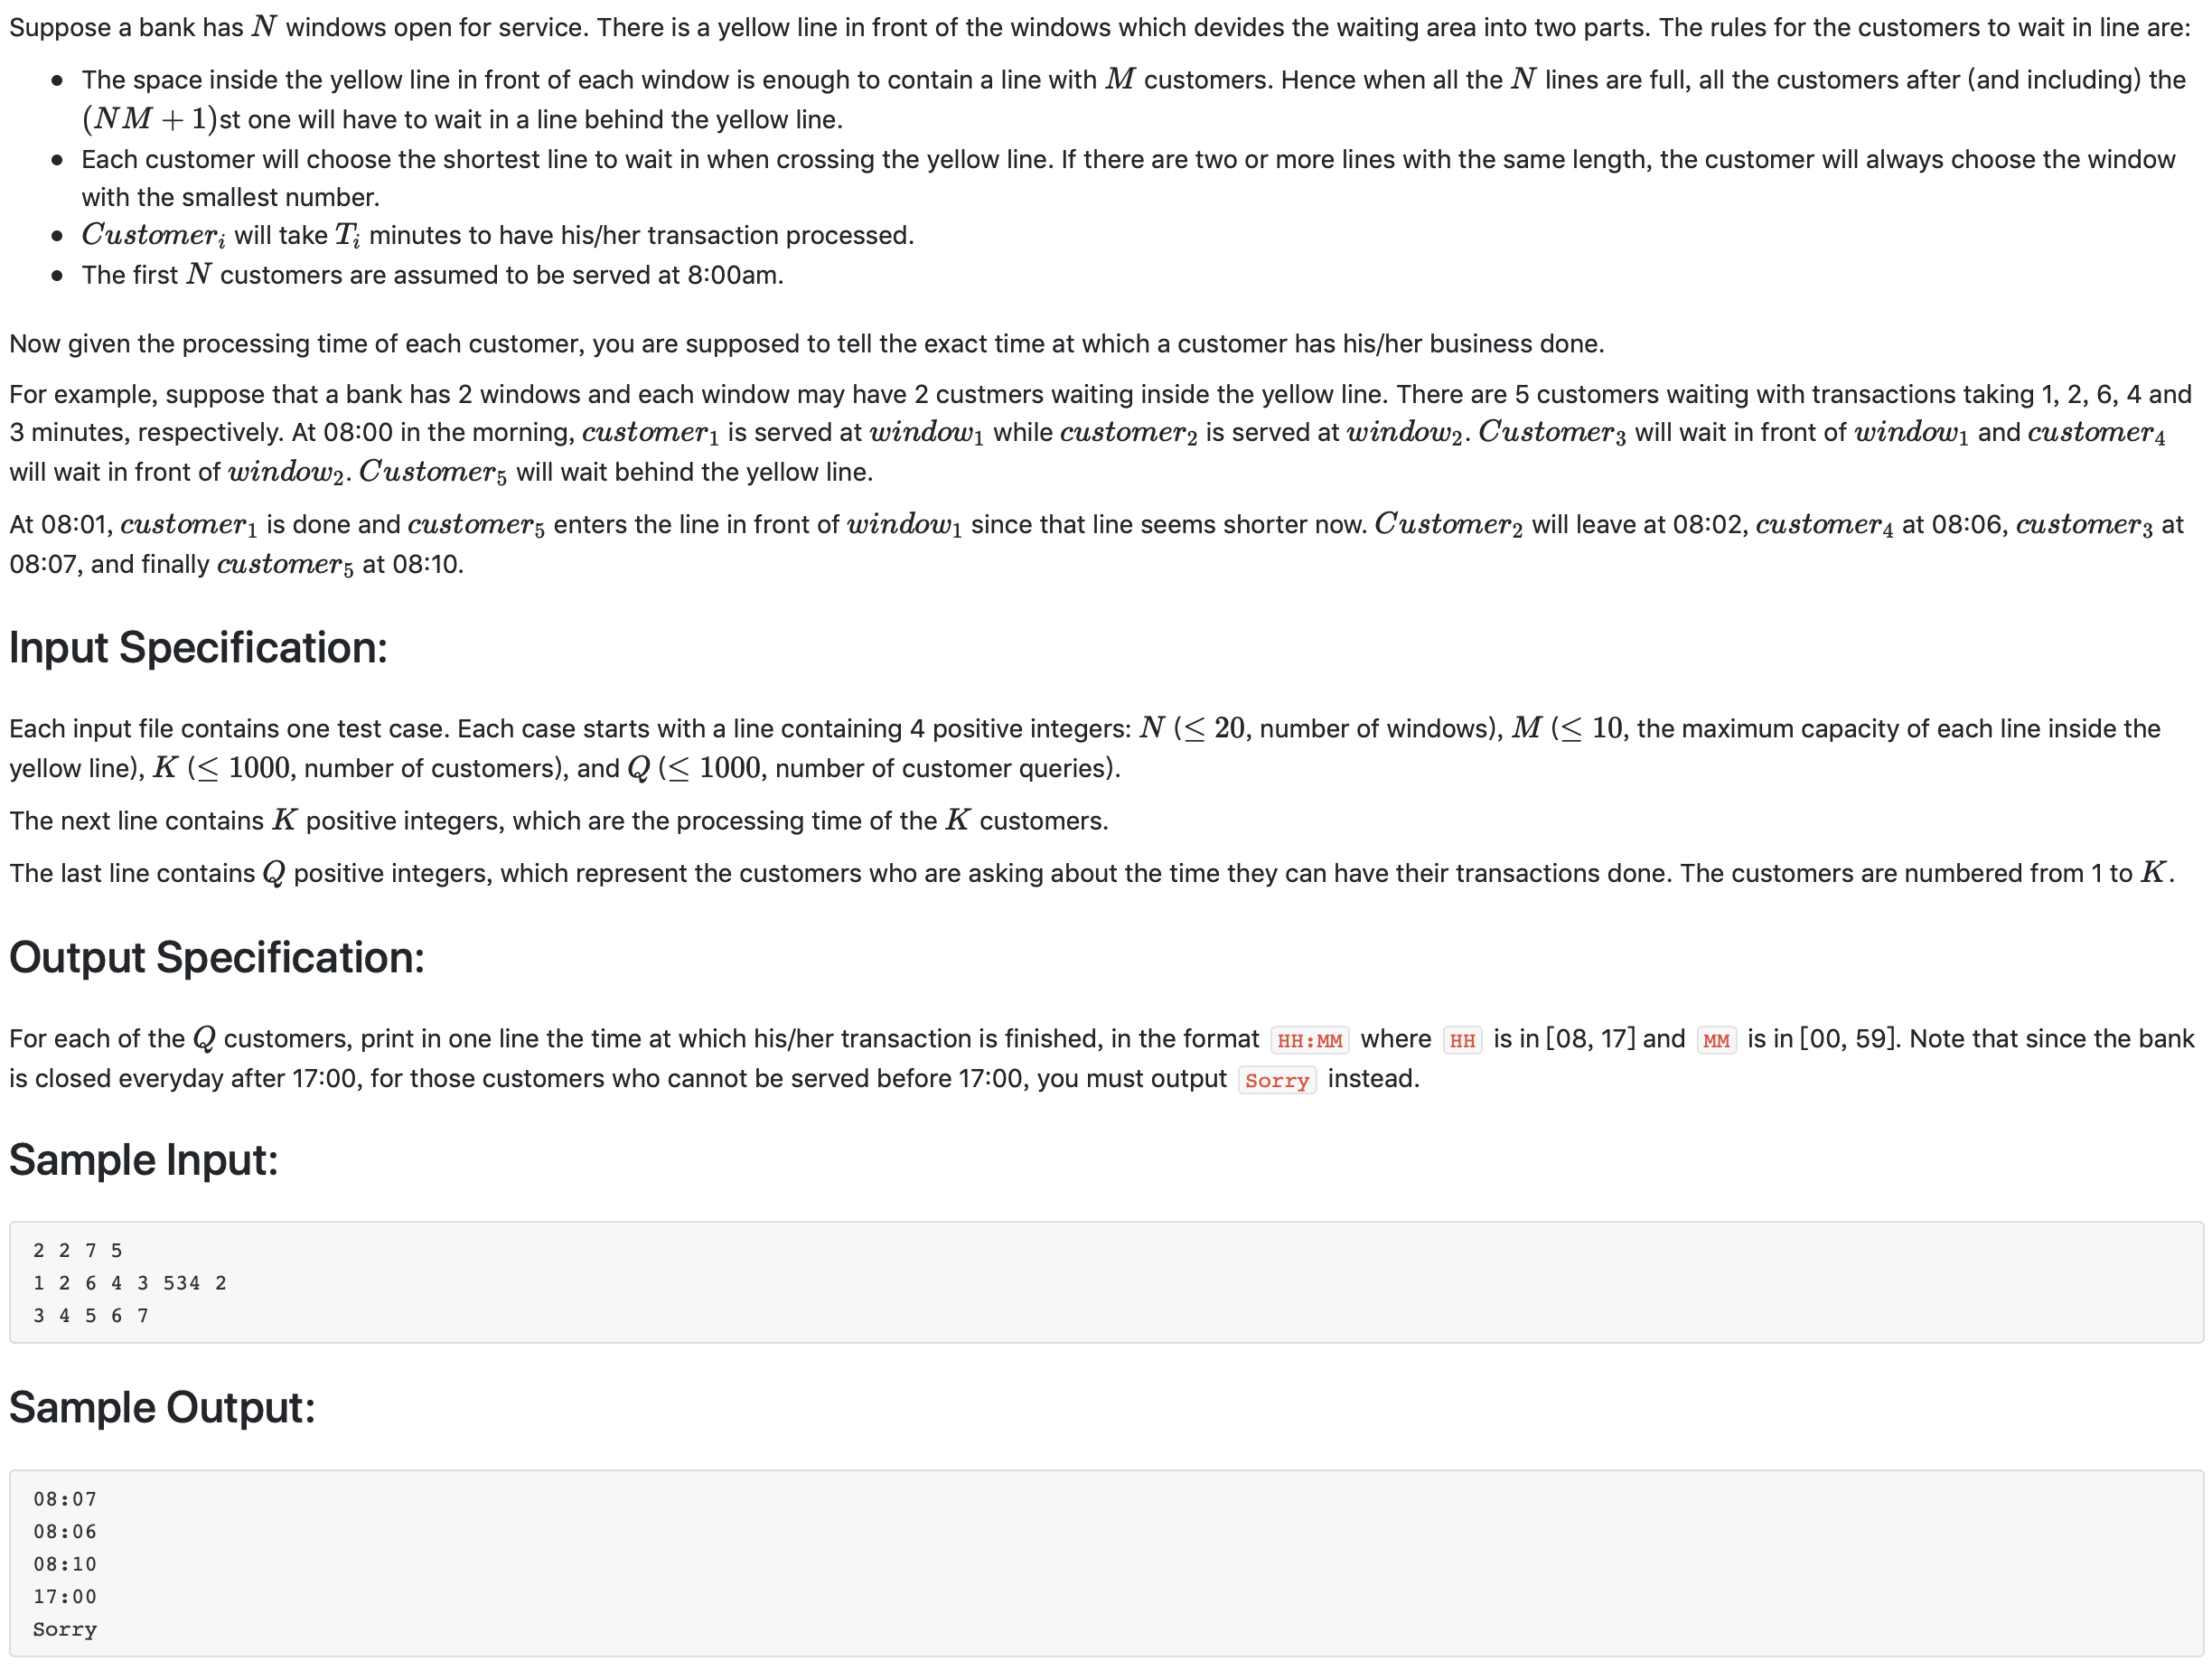 Suppose a bank has N windows open for service. There is a yellow line in front of the windows which devides the waiting area into two parts. The rules for the customers to wait in line are:
• The space inside the yellow line in front of each window is enough to contain a line with M customers. Hence when all the N lines are full, all the customers after (and including) the
(NM + 1)st one will have to wait in a line behind the yellow line.
• Each customer will choose the shortest line to wait in when crossing the yellow line. If there are two or more lines with the same length, the customer will always choose the window
with the smallest number.
• Customer_i will take T_i minutes to have his/her transaction processed.
• The first N customers are assumed to be served at 8:00am.
Now given the processing time of each customer, you are supposed to tell the exact time at which a customer has his/her business done.
For example, suppose that a bank has 2 windows and each window may have 2 custmers waiting inside the yellow line. There are 5 customers waiting with transactions taking 1, 2, 6, 4 and
3 minutes, respectively. At 08:00 in the morning, customer_1 is served at window_1 while customer_2 is served at window_2. Customer_3 will wait in front of window_1 and customer_4
will wait in front of window_2. Customer_5 will wait behind the yellow line.
At 08:01, customer_1 is done and customer_5 enters the line in front of window_1 since that line seems shorter now. Customer_2 will leave at 08:02, customer_4 at 08:06, customer_3 at
08:07, and finally customer_5 at 08:10.
Input Specification:
Each input file contains one test case. Each case starts with a line containing 4 positive integers: N (≤ 20, number of windows), M (≤ 10, the maximum capacity of each line inside the
yellow line), K (≤ 1000, number of customers), and Q (≤ 1000, number of customer queries).
The next line contains K positive integers, which are the processing time of the K customers.
The last line contains Q positive integers, which represent the customers who are asking about the time they can have their transactions done. The customers are numbered from 1 to K.
Output Specification:
For each of the Q customers, print in one line the time at which his/her transaction is finished, in the format HH:MM where HH is in [08, 17] and MM is in [00, 59]. Note that since the bank
is closed everyday after 17:00, for those customers who cannot be served before 17:00, you must output Sorry instead.
Sample Input:
2 2 7 5
1 2 6 4 3 534 2
3 4 5 6 7
Sample Output:
08:07
08:06
08:10
17:00
Sorry